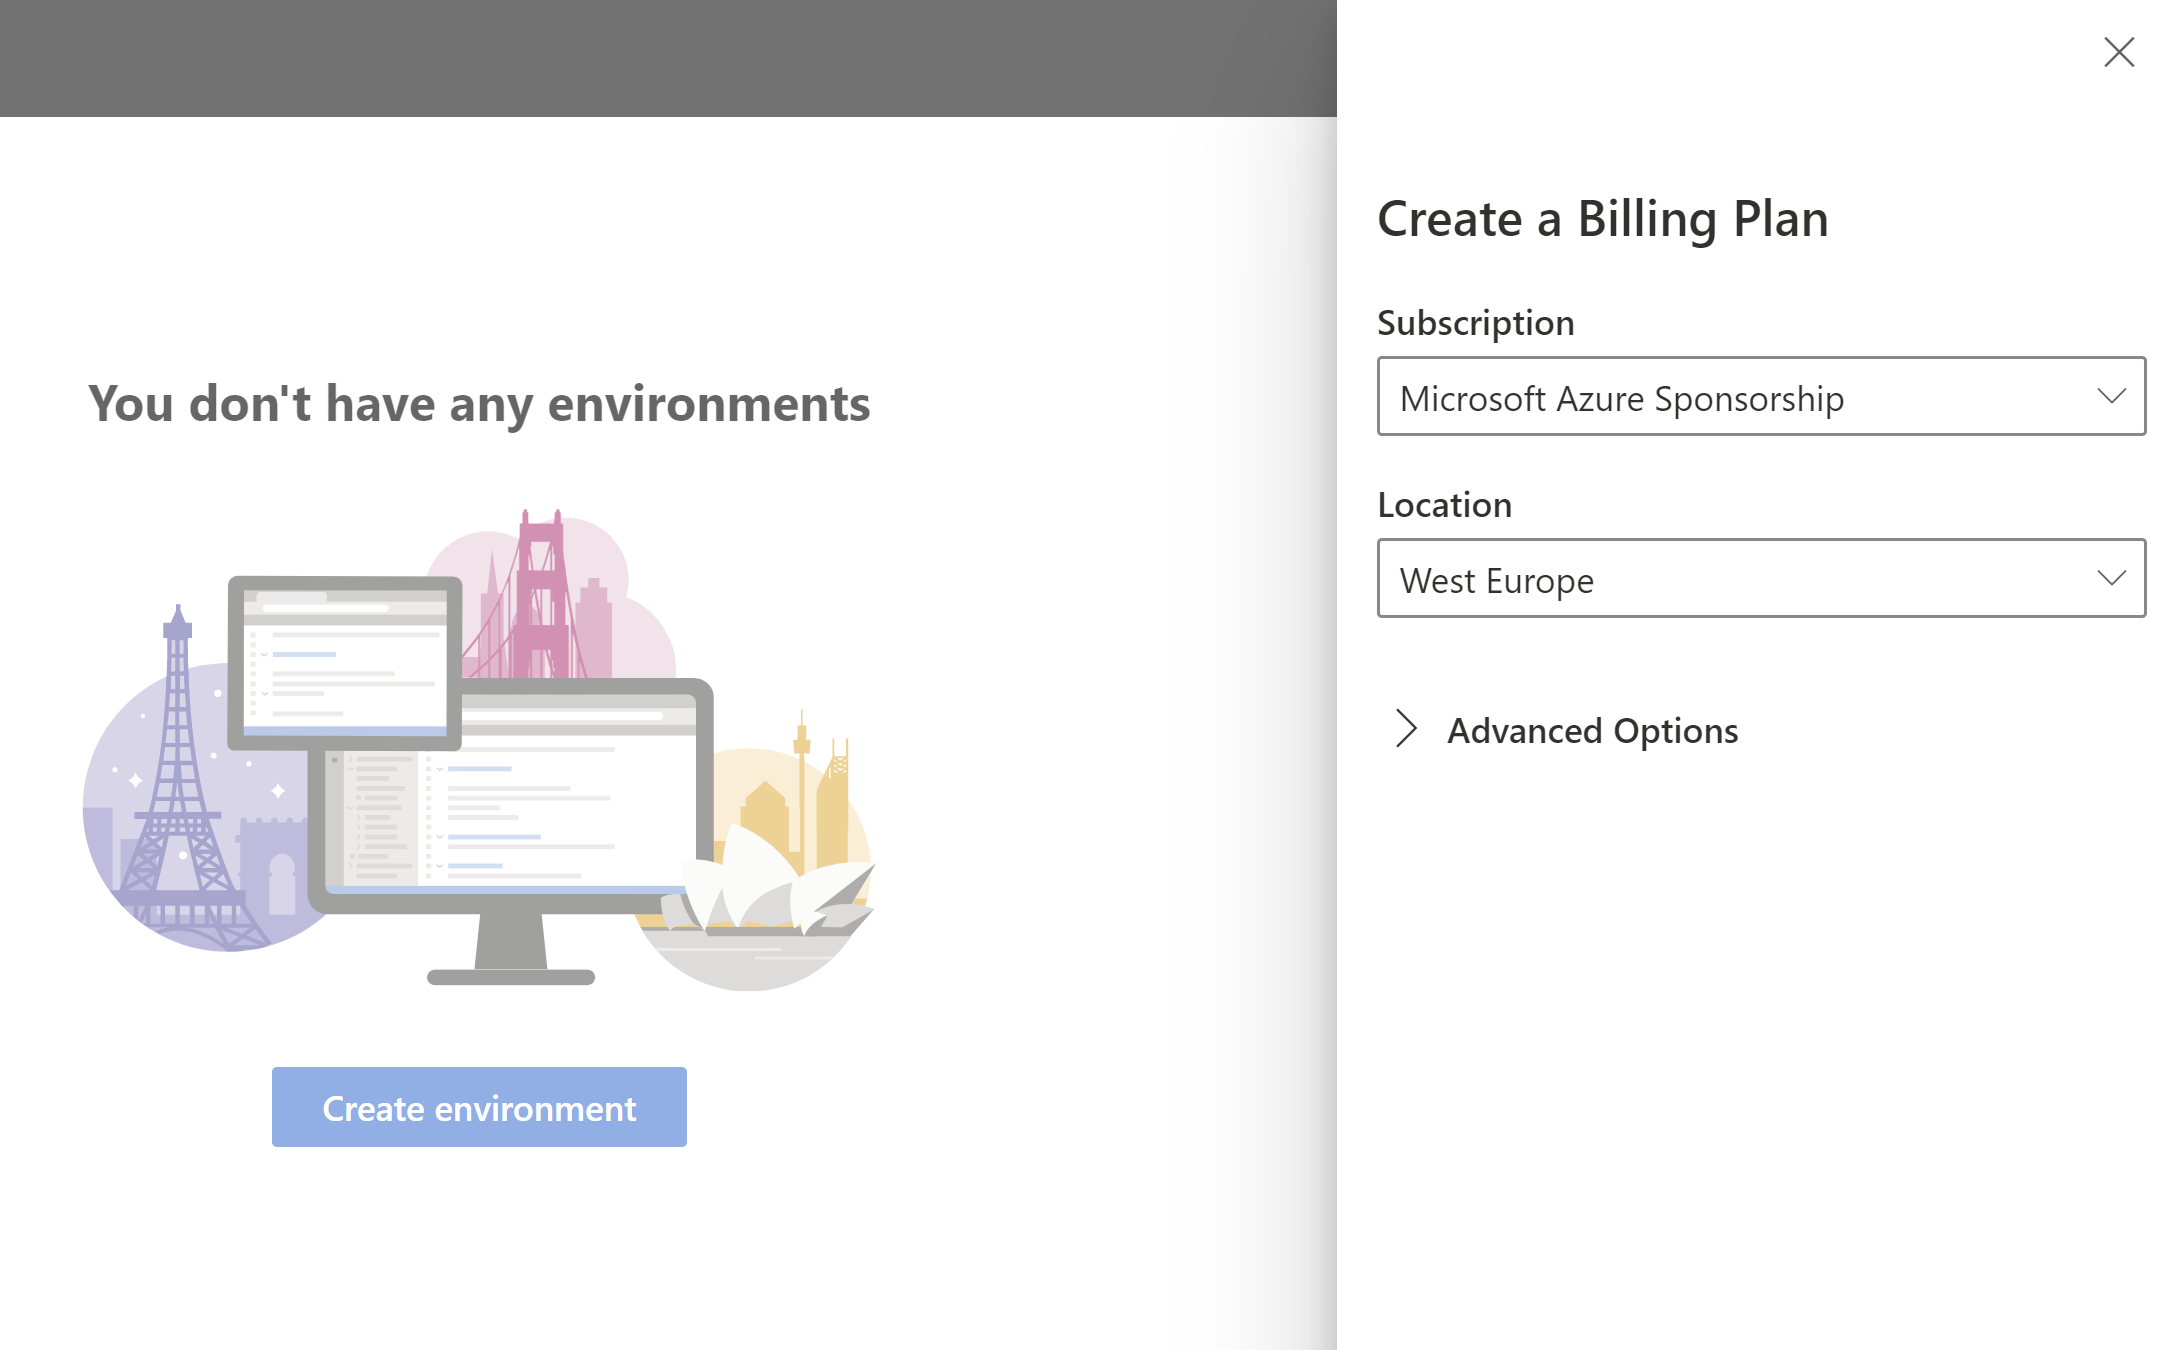 You don't have any environments
Create environment
Create a Billing Plan
Subscription
Microsoft Azure Sponsorship
Location
West Europe
Advanced Options